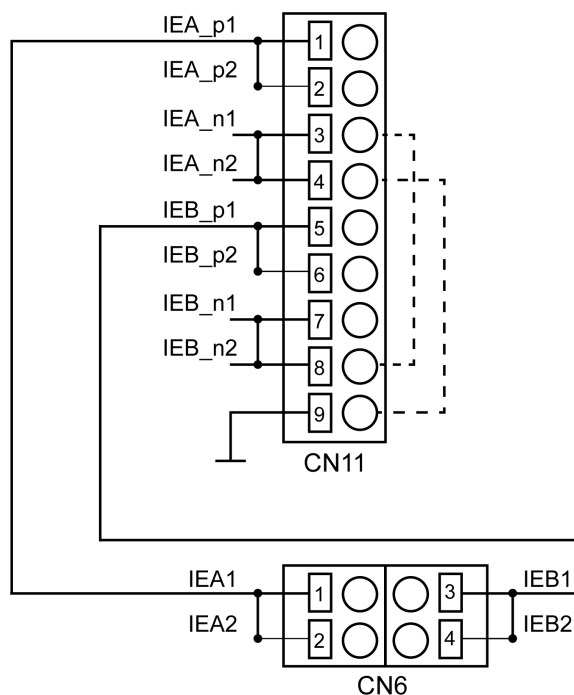 IEA_p1
1
IEA_p2
2
IEA_n1
3
IEA_n2
4
IEB_p1
5
IEB_p2
6
IEB_n1
7
IEB_n2
8
9
CN11
IEA1
1
3
IEB1
IEA2
2
4
IEB2
CN6